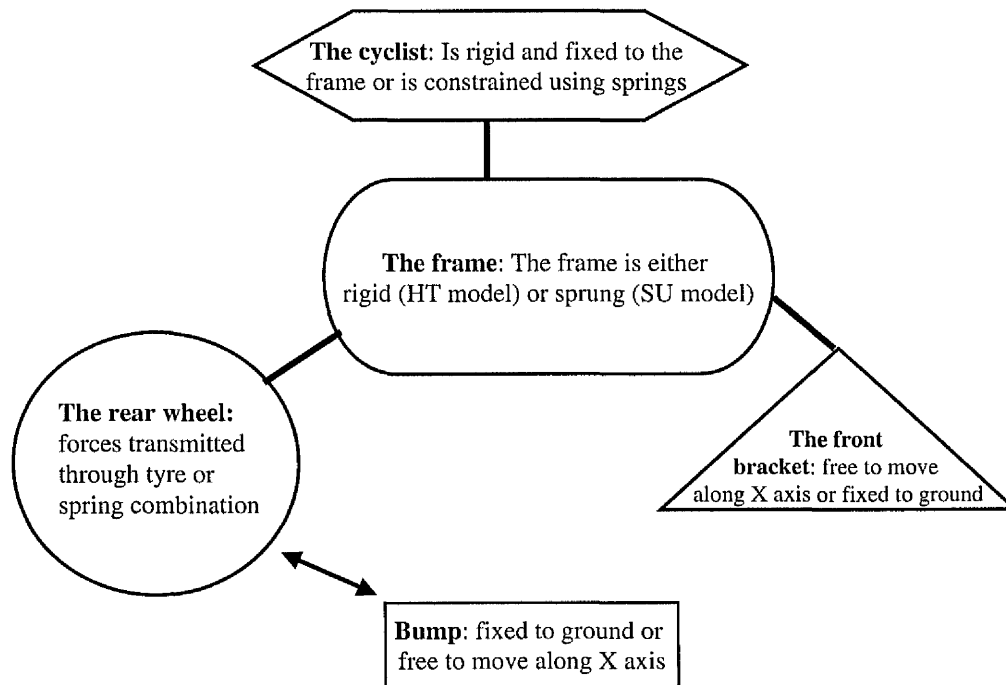 The cyclist: Is rigid and fixed to the
frame or is constrained using springs
The frame: The frame is either
rigid (HT model) or sprung (SU model)
The rear wheel:
forces transmitted
through tyre or
spring combination
The front
bracket: free to move
along X axis or fixed to ground
Bump: fixed to ground or
free to move along X axis